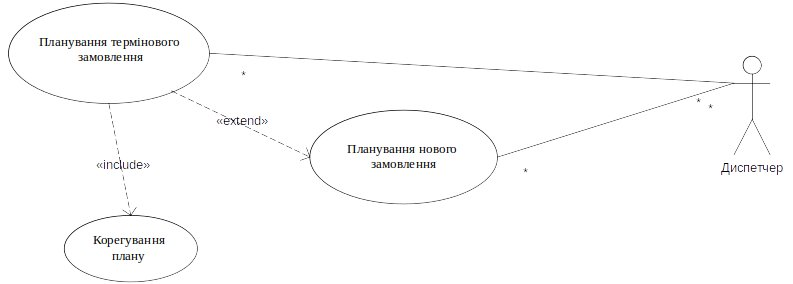 Планування термінового
замовлення
*
* *
«extend»
Планування нового
замовлення
*
«include»
Диспетчер
Корегування
плану